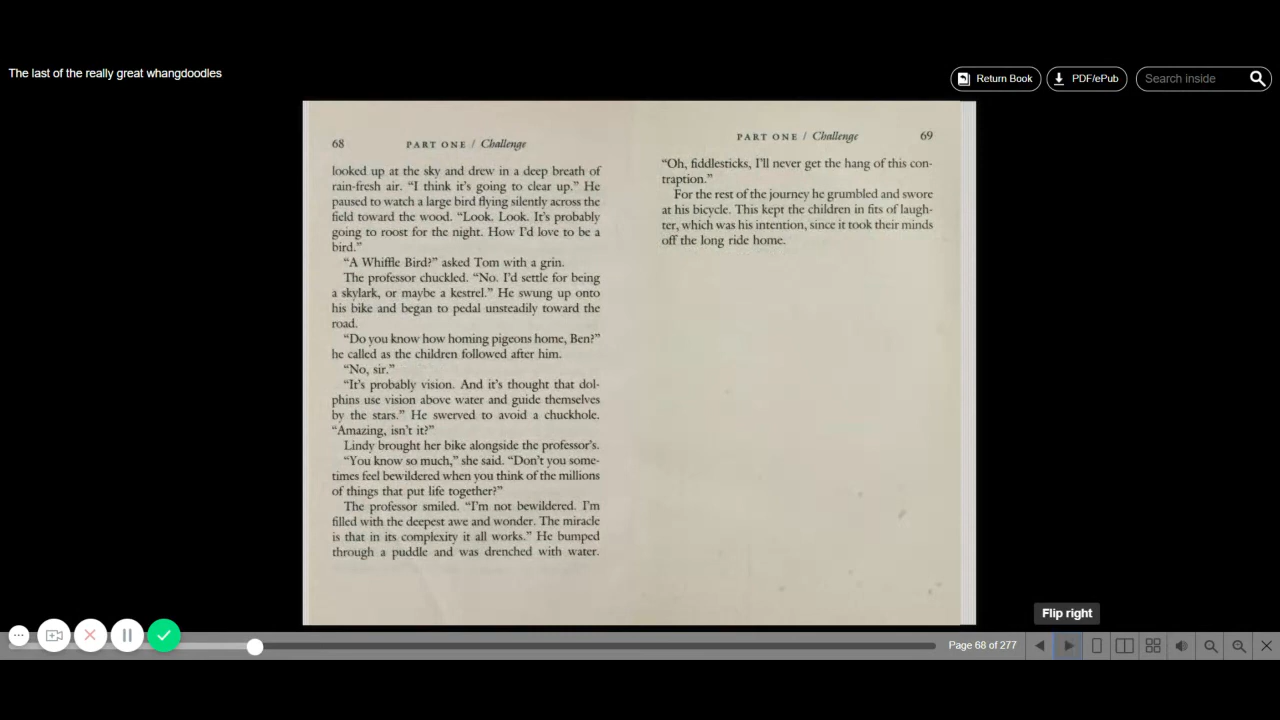 The last of the really great whangdoodles
Return Book
PDF/ePub
Search inside
68
PART ONE / Challenge
looked up at the sky and drew in a deep breath of
rain-fresh air. “I think it’s going to clear up.” He
paused to watch a large bird flying silently across the
field toward the wood. “Look. Look. It’s probably
going to roost for the night. How I’d love to be a
bird.”
“A Whiffle Bird?” asked Tom with a grin.
The professor chuckled. “No. I’d settle for being
a skylark, or maybe a kestrel.” He swung up onto
his bike and began to pedal unsteadily toward the
road.
“Do you know how homing pigeons home, Ben?”
he called as the children followed after him.
“No, sir.”
“It’s probably vision. And it’s thought that dol-
phins use vision above water and guide themselves
by the stars.” He swerved to avoid a chuckhole.
“Amazing, isn’t it?”
Lindy brought her bike alongside the professor’s.
“You know so much,” she said. “Don’t you some-
times feel bewildered when you think of the millions
of things that put life together?”
The professor smiled. “I’m not bewildered. I’m
filled with the deepest awe and wonder. The miracle
is that in its complexity it all works.” He bumped
through a puddle and was drenched with water.
PART ONE / Challenge
69
“Oh, fiddlesticks, I’ll never get the hang of this con-
traption.”
For the rest of the journey he grumbled and swore
at his bicycle. This kept the children in fits of laugh-
ter, which was his intention, since it took their minds
off the long ride home.
Flip right
Page 68 of 277